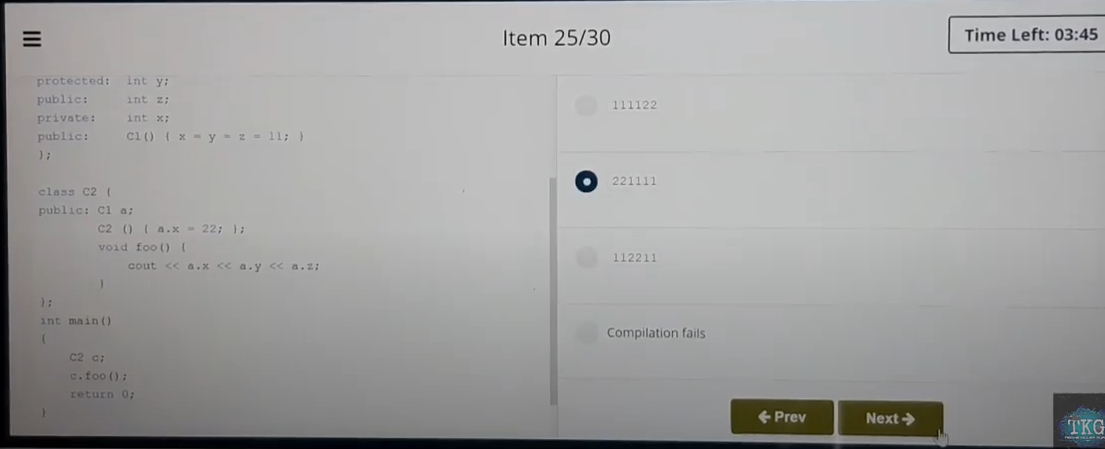 Item 25/30
Time Left: 03:45
protected: int y;
public: int z;
private: int x;
public: C1() { x = y = z = 11; }
};
class C2 {
public: C1 a;
C2 () { a.x = 22; };
void foo() {
cout << a.x << a.y << a.z;
}
};
int main()
{
C2 c;
c.foo();
return 0;
}
111122
221111
112211
Compilation fails
← Prev
Next →
TKG